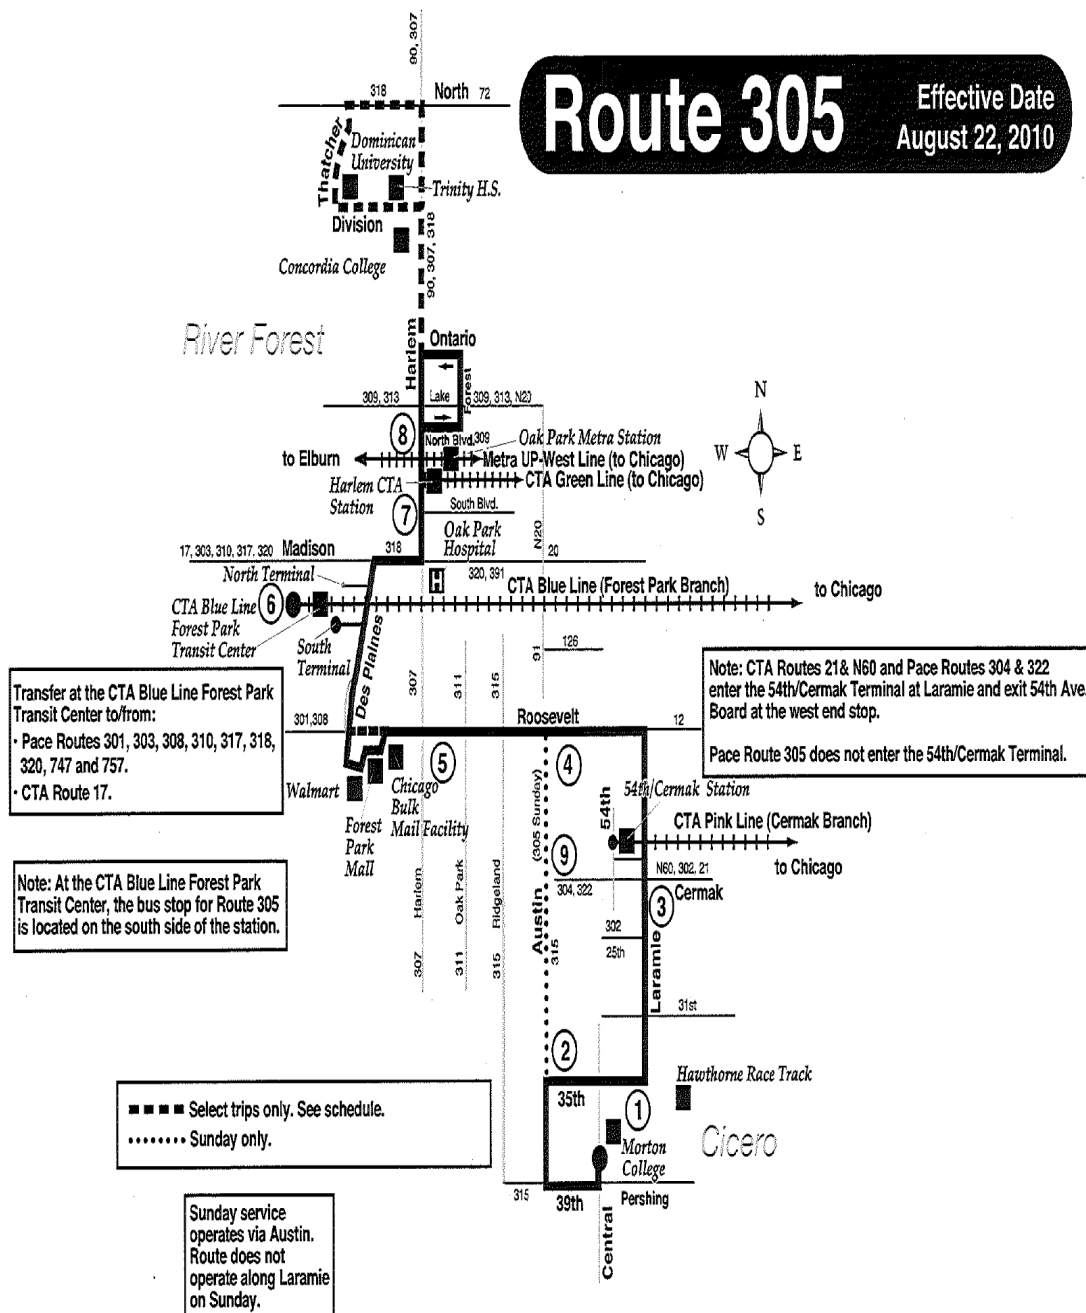 90, 307
Route 305
Effective Date
August 22, 2010
318
North 72
Thatcher
Dominican
University
Trinity H.S.
Division
Concordia College
90, 307, 318
River Forest
Harlem
Ontario
Forest
309, 313
Lake
309, 313, N20
8
North Blvd. 309
Oak Park Metra Station
to Elburn
Metra UP-West Line (to Chicago)
Harlem CTA
Station
CTA Green Line (to Chicago)
N
W E
S
7
South Blvd.
Oak Park
Hospital
N20
17, 303, 310, 317, 320 Madison
318
20
320, 391
H
North Terminal
CTA Blue Line (Forest Park Branch)
to Chicago
6
CTA Blue Line
Forest Park
Transit Center
South
Terminal
Des Plaines
126
91
307
311
315
Transfer at the CTA Blue Line Forest Park
Transit Center to/from:
• Pace Routes 301, 303, 308, 310, 317, 318,
320, 747 and 757.
• CTA Route 17.
Note: CTA Routes 21& N60 and Pace Routes 304 & 322
enter the 54th/Cermak Terminal at Laramie and exit 54th Ave.
Board at the west end stop.
Pace Route 305 does not enter the 54th/Cermak Terminal.
301,308
Roosevelt
12
5
4
Walmart
Forest
Park
Mall
Chicago
Bulk
Mail Facility
(305 Sunday)
54th
54th/Cermak Station
CTA Pink Line (Cermak Branch)
to Chicago
9
304, 322
N60, 302, 21
Cermak
3
Note: At the CTA Blue Line Forest Park
Transit Center, the bus stop for Route 305
is located on the south side of the station.
Harlem
Oak Park
Ridgeland
Austin
315
302
25th
Laramie
307
311
315
31st
2
35th
Hawthorne Race Track
1
Morton
College
Cicero
Select trips only. See schedule.
Sunday only.
315
39th
Pershing
Central
Sunday service
operates via Austin.
Route does not
operate along Laramie
on Sunday.